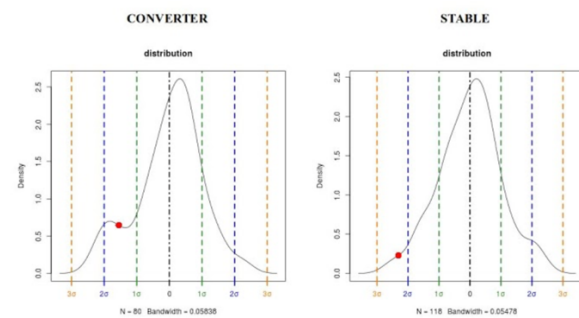 CONVERTER
distribution
Density
0.0 0.5 1.0 1.5 2.0 2.5
3σ 2σ 1σ 0 1σ 2σ 3σ
N = 80 Bandwidth = 0.05838
STABLE
distribution
Density
0.0 0.5 1.0 1.5 2.0 2.5
3σ 2σ 1σ 0 1σ 2σ 3σ
N = 118 Bandwidth = 0.05478